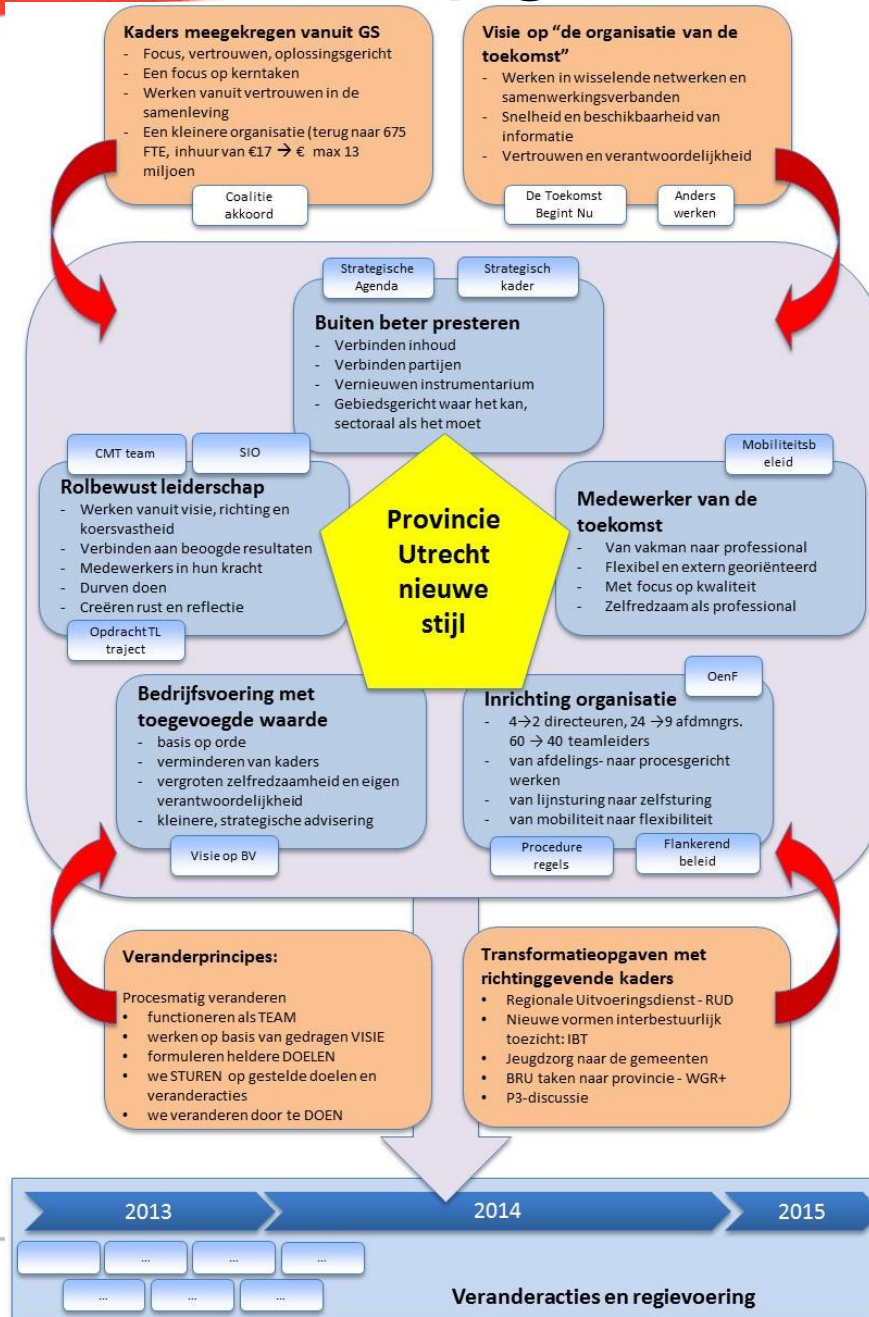 Kaders meegekregen vanuit GS
- Focus, vertrouwen, oplossingsgericht
- Een focus op kerntaken
- Werken vanuit vertrouwen in de
samenleving
- Een kleinere organisatie (terug naar 675
FTE, inhuur van €17 → € max 13
miljoen
Coalitie
akkoord
Visie op “de organisatie van de
toekomst”
- Werken in wisselende netwerken en
samenwerkingsverbanden
- Snelheid en beschikbaarheid van
informatie
- Vertrouwen en verantwoordelijkheid
De Toekomst
Begint Nu
Anders
werken
Strategische
Agenda
Strategisch
kader
Buiten beter presteren
- Verbinden inhoud
- Verbinden partijen
- Vernieuwen instrumentarium
- Gebiedsgericht waar het kan,
sectoraal als het moet
CMT team
SIO
Rolbewust leiderschap
- Werken vanuit visie, richting en
koersvastheid
- Verbinden aan beoogde resultaten
- Medewerkers in hun kracht
- Durven doen
- Creëren rust en reflectie
Opdracht TL
traject
Provincie
Utrecht
nieuwe
stijl
Mobiliteitsb
eleid
Medewerker van de
toekomst
- Van vakman naar professional
- Flexibel en extern georiënteerd
- Met focus op kwaliteit
- Zelfredzaam als professional
Bedrijfsvoering met
toegevoegde waarde
- basis op orde
- verminderen van kaders
- vergroten zelfredzaamheid en eigen
verantwoordelijkheid
- kleinere, strategische advisering
Visie op BV
OenF
Inrichting organisatie
- 4→2 directeuren, 24 →9 afdmngrs.
60 → 40 teamleiders
- van afdelings- naar procesgericht
werken
- van lijnsturing naar zelfsturing
- van mobiliteit naar flexibiliteit
Procedure
regels
Flankerend
beleid
Veranderprincipes:
Procesmatig veranderen
• functioneren als TEAM
• werken op basis van gedragen VISIE
• formuleren heldere DOELEN
• we STUREN op gestelde doelen en
veranderacties
• we veranderen door te DOEN
Transformatieopgaven met
richtinggevende kaders
• Regionale Uitvoeringsdienst - RUD
• Nieuwe vormen interbestuurlijk
toezicht: IBT
• Jeugdzorg naar de gemeenten
• BRU taken naar provincie - WGR+
• P3-discussie
2013 2014 2015
... ... ...
... ... ...
Veranderacties en regievoering